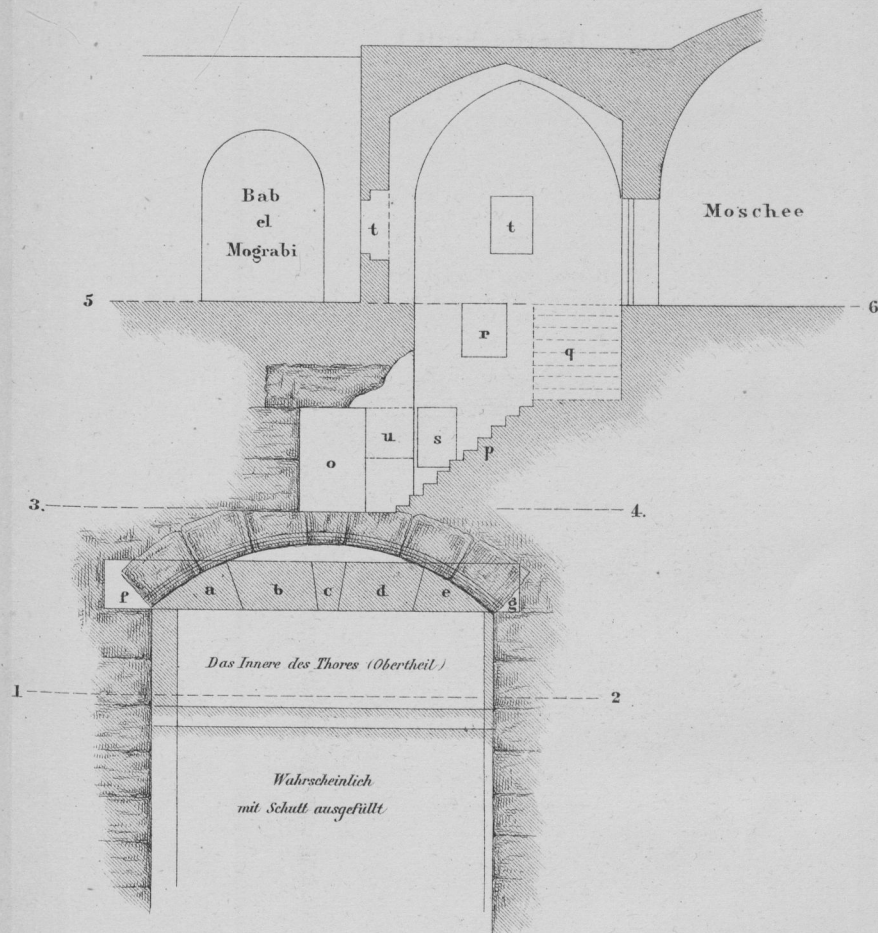 Bab
el
Mograbi
t
t
Moschee
5
6
r
q
u
s
o
p
3.
4.
f
a
b
c
d
e
g
Das Innere des Thores (Obertheil)
1
2
Wahrscheinlich
mit Schutt ausgefüllt